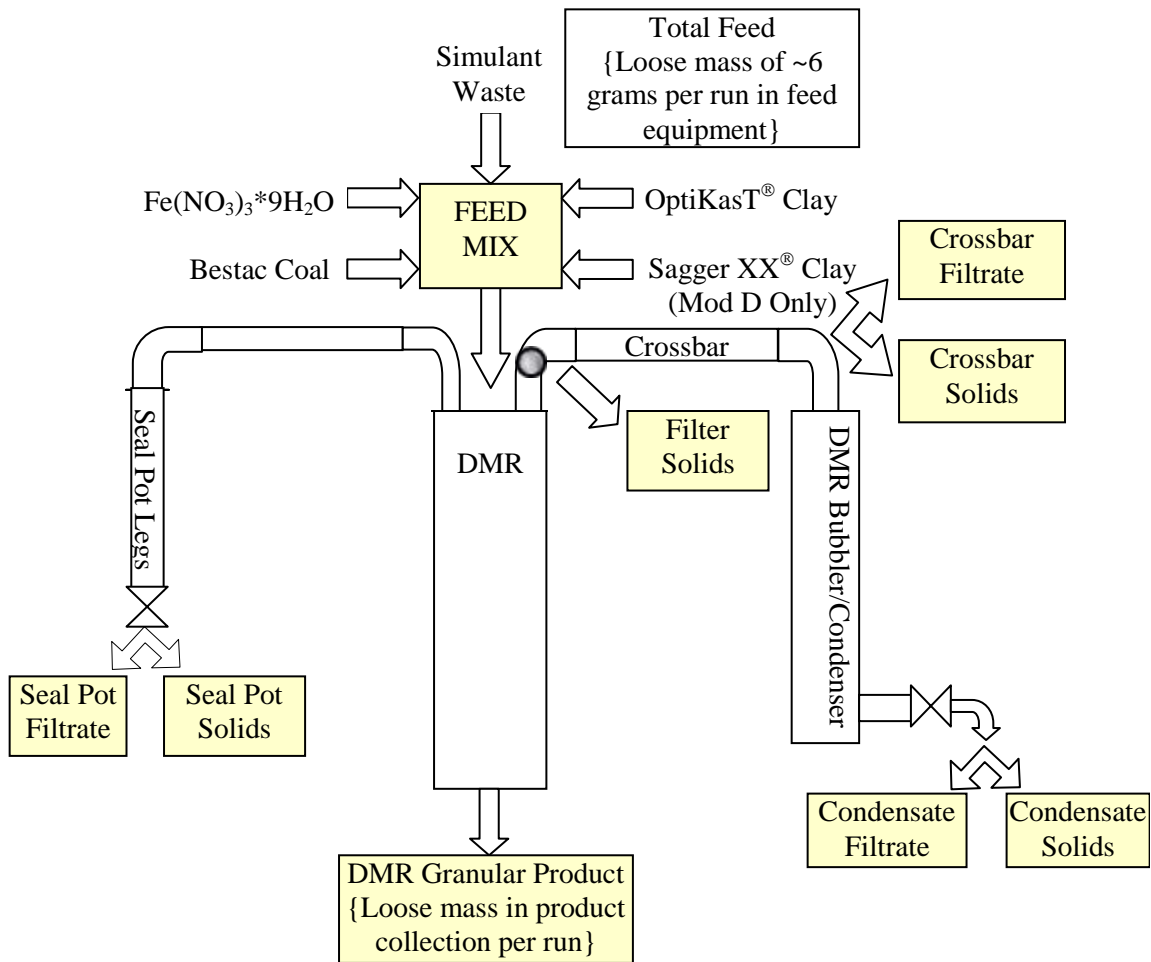 Total Feed
{Loose mass of ~6
grams per run in feed
equipment}
Simulant
Waste
Fe(NO₃)₃*9H₂O
FEED
MIX
OptiKasT® Clay
Bestac Coal
Sagger XX® Clay
(Mod D Only)
Crossbar
Filtrate
Crossbar
Crossbar
Solids
Seal Pot Legs
DMR
Filter
Solids
DMR Bubbler/Condenser
Seal Pot
Filtrate
Seal Pot
Solids
Condensate
Filtrate
Condensate
Solids
DMR Granular Product
{Loose mass in product
collection per run}